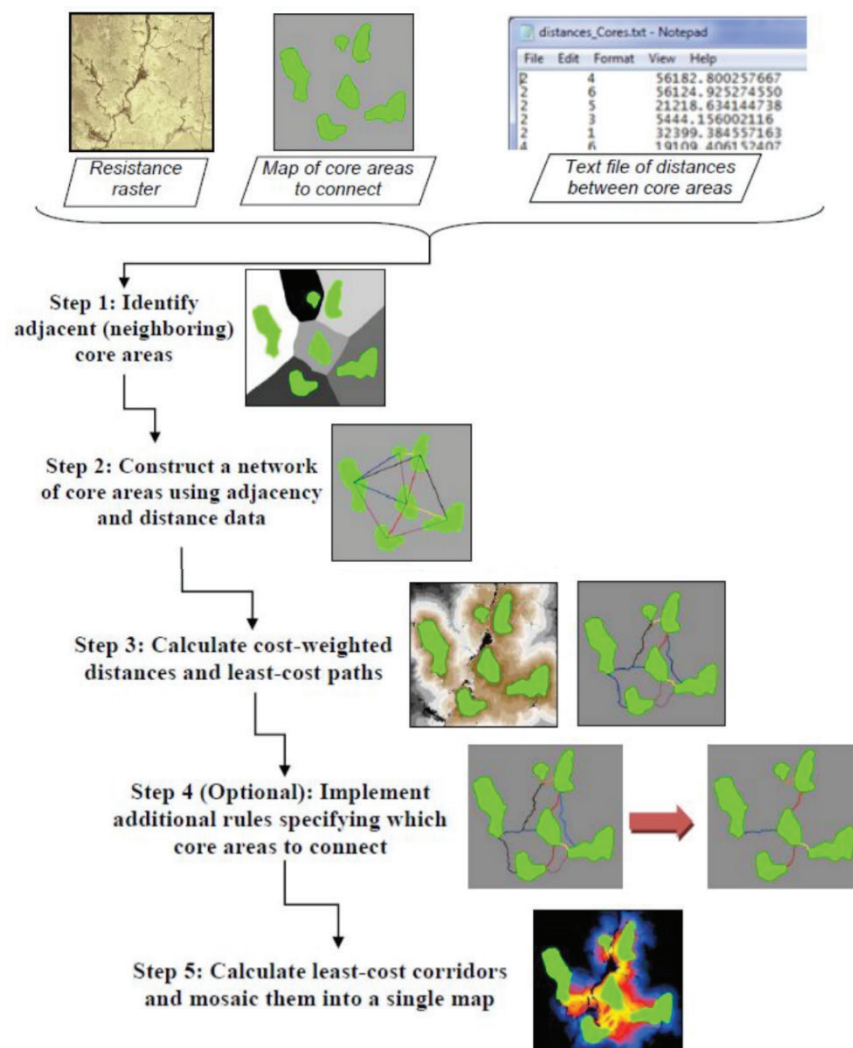 distances_Cores.txt - Notepad
File Edit Format View Help
2 4 56182.800257667
2 6 56124.925274550
2 5 21218.634144738
2 3 5444.156002116
2 1 32399.384557163
4 6 19109.406152407
Resistance
raster
Map of core areas
to connect
Text file of distances
between core areas
Step 1: Identify
adjacent (neighboring)
core areas
Step 2: Construct a network
of core areas using adjacency
and distance data
Step 3: Calculate cost-weighted
distances and least-cost paths
Step 4 (Optional): Implement
additional rules specifying which
core areas to connect
Step 5: Calculate least-cost corridors
and mosaic them into a single map